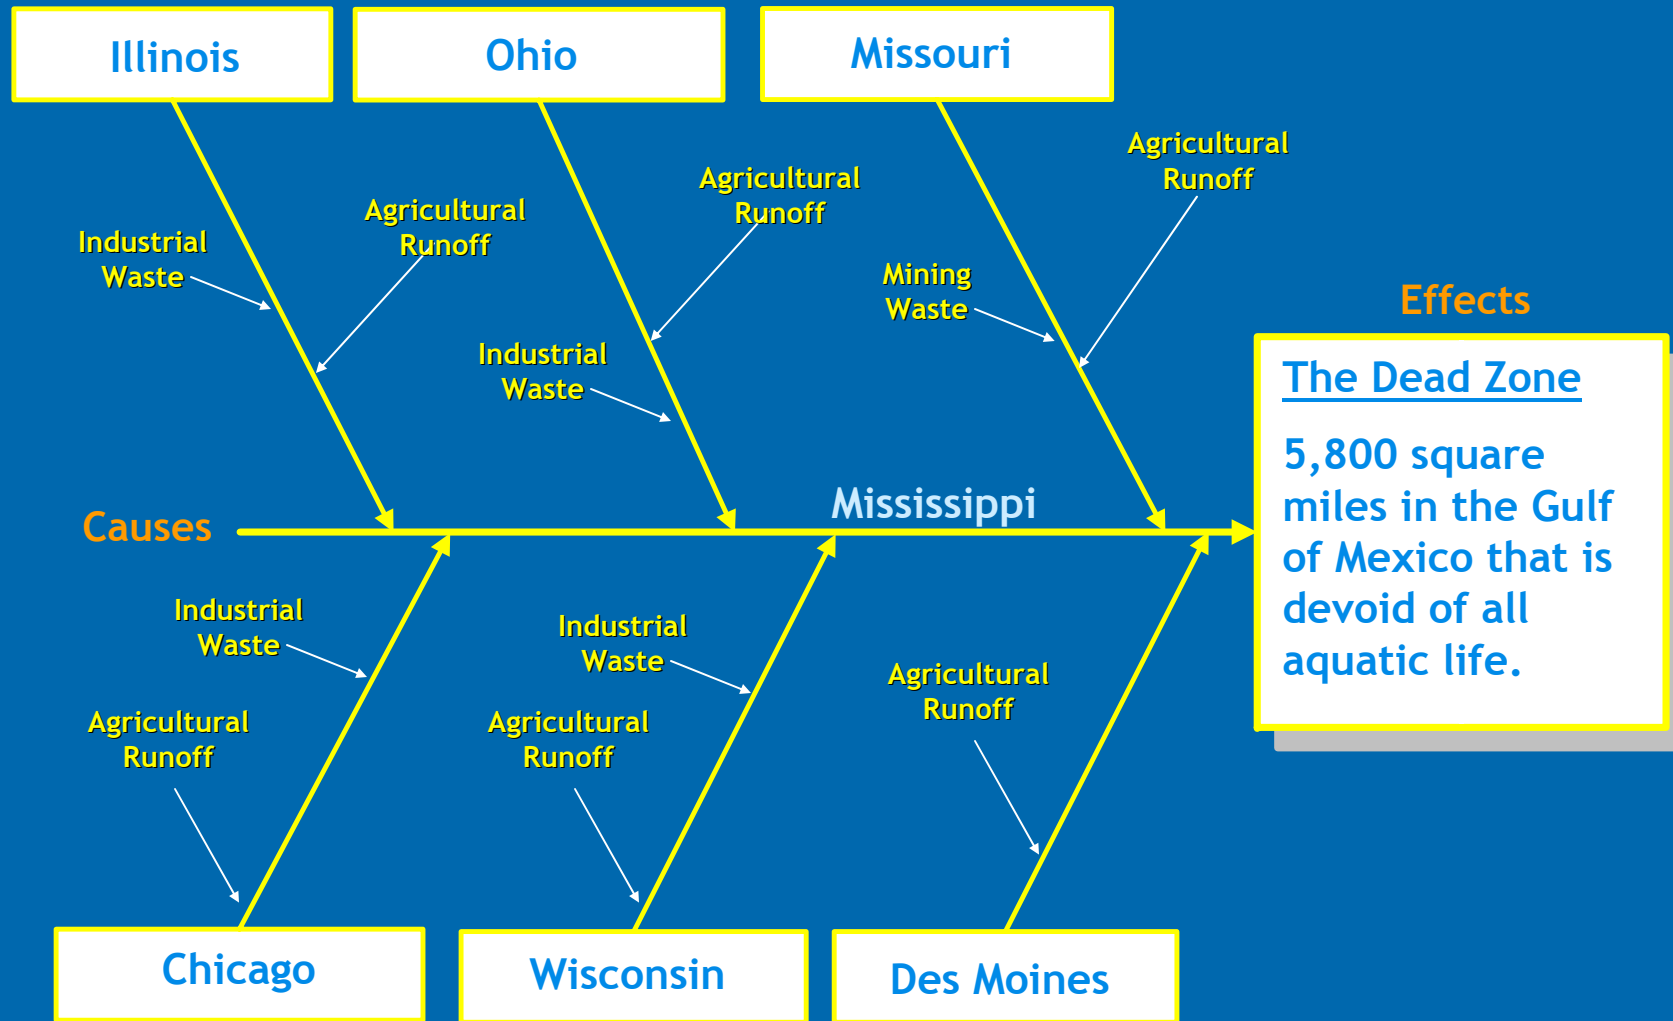 Illinois
Ohio
Missouri
Industrial
Waste
Agricultural
Runoff
Industrial
Waste
Agricultural
Runoff
Mining
Waste
Agricultural
Runoff
Effects
The Dead Zone
5,800 square
miles in the Gulf
of Mexico that is
devoid of all
aquatic life.
Causes
Mississippi
Industrial
Waste
Agricultural
Runoff
Industrial
Waste
Agricultural
Runoff
Agricultural
Runoff
Chicago
Wisconsin
Des Moines